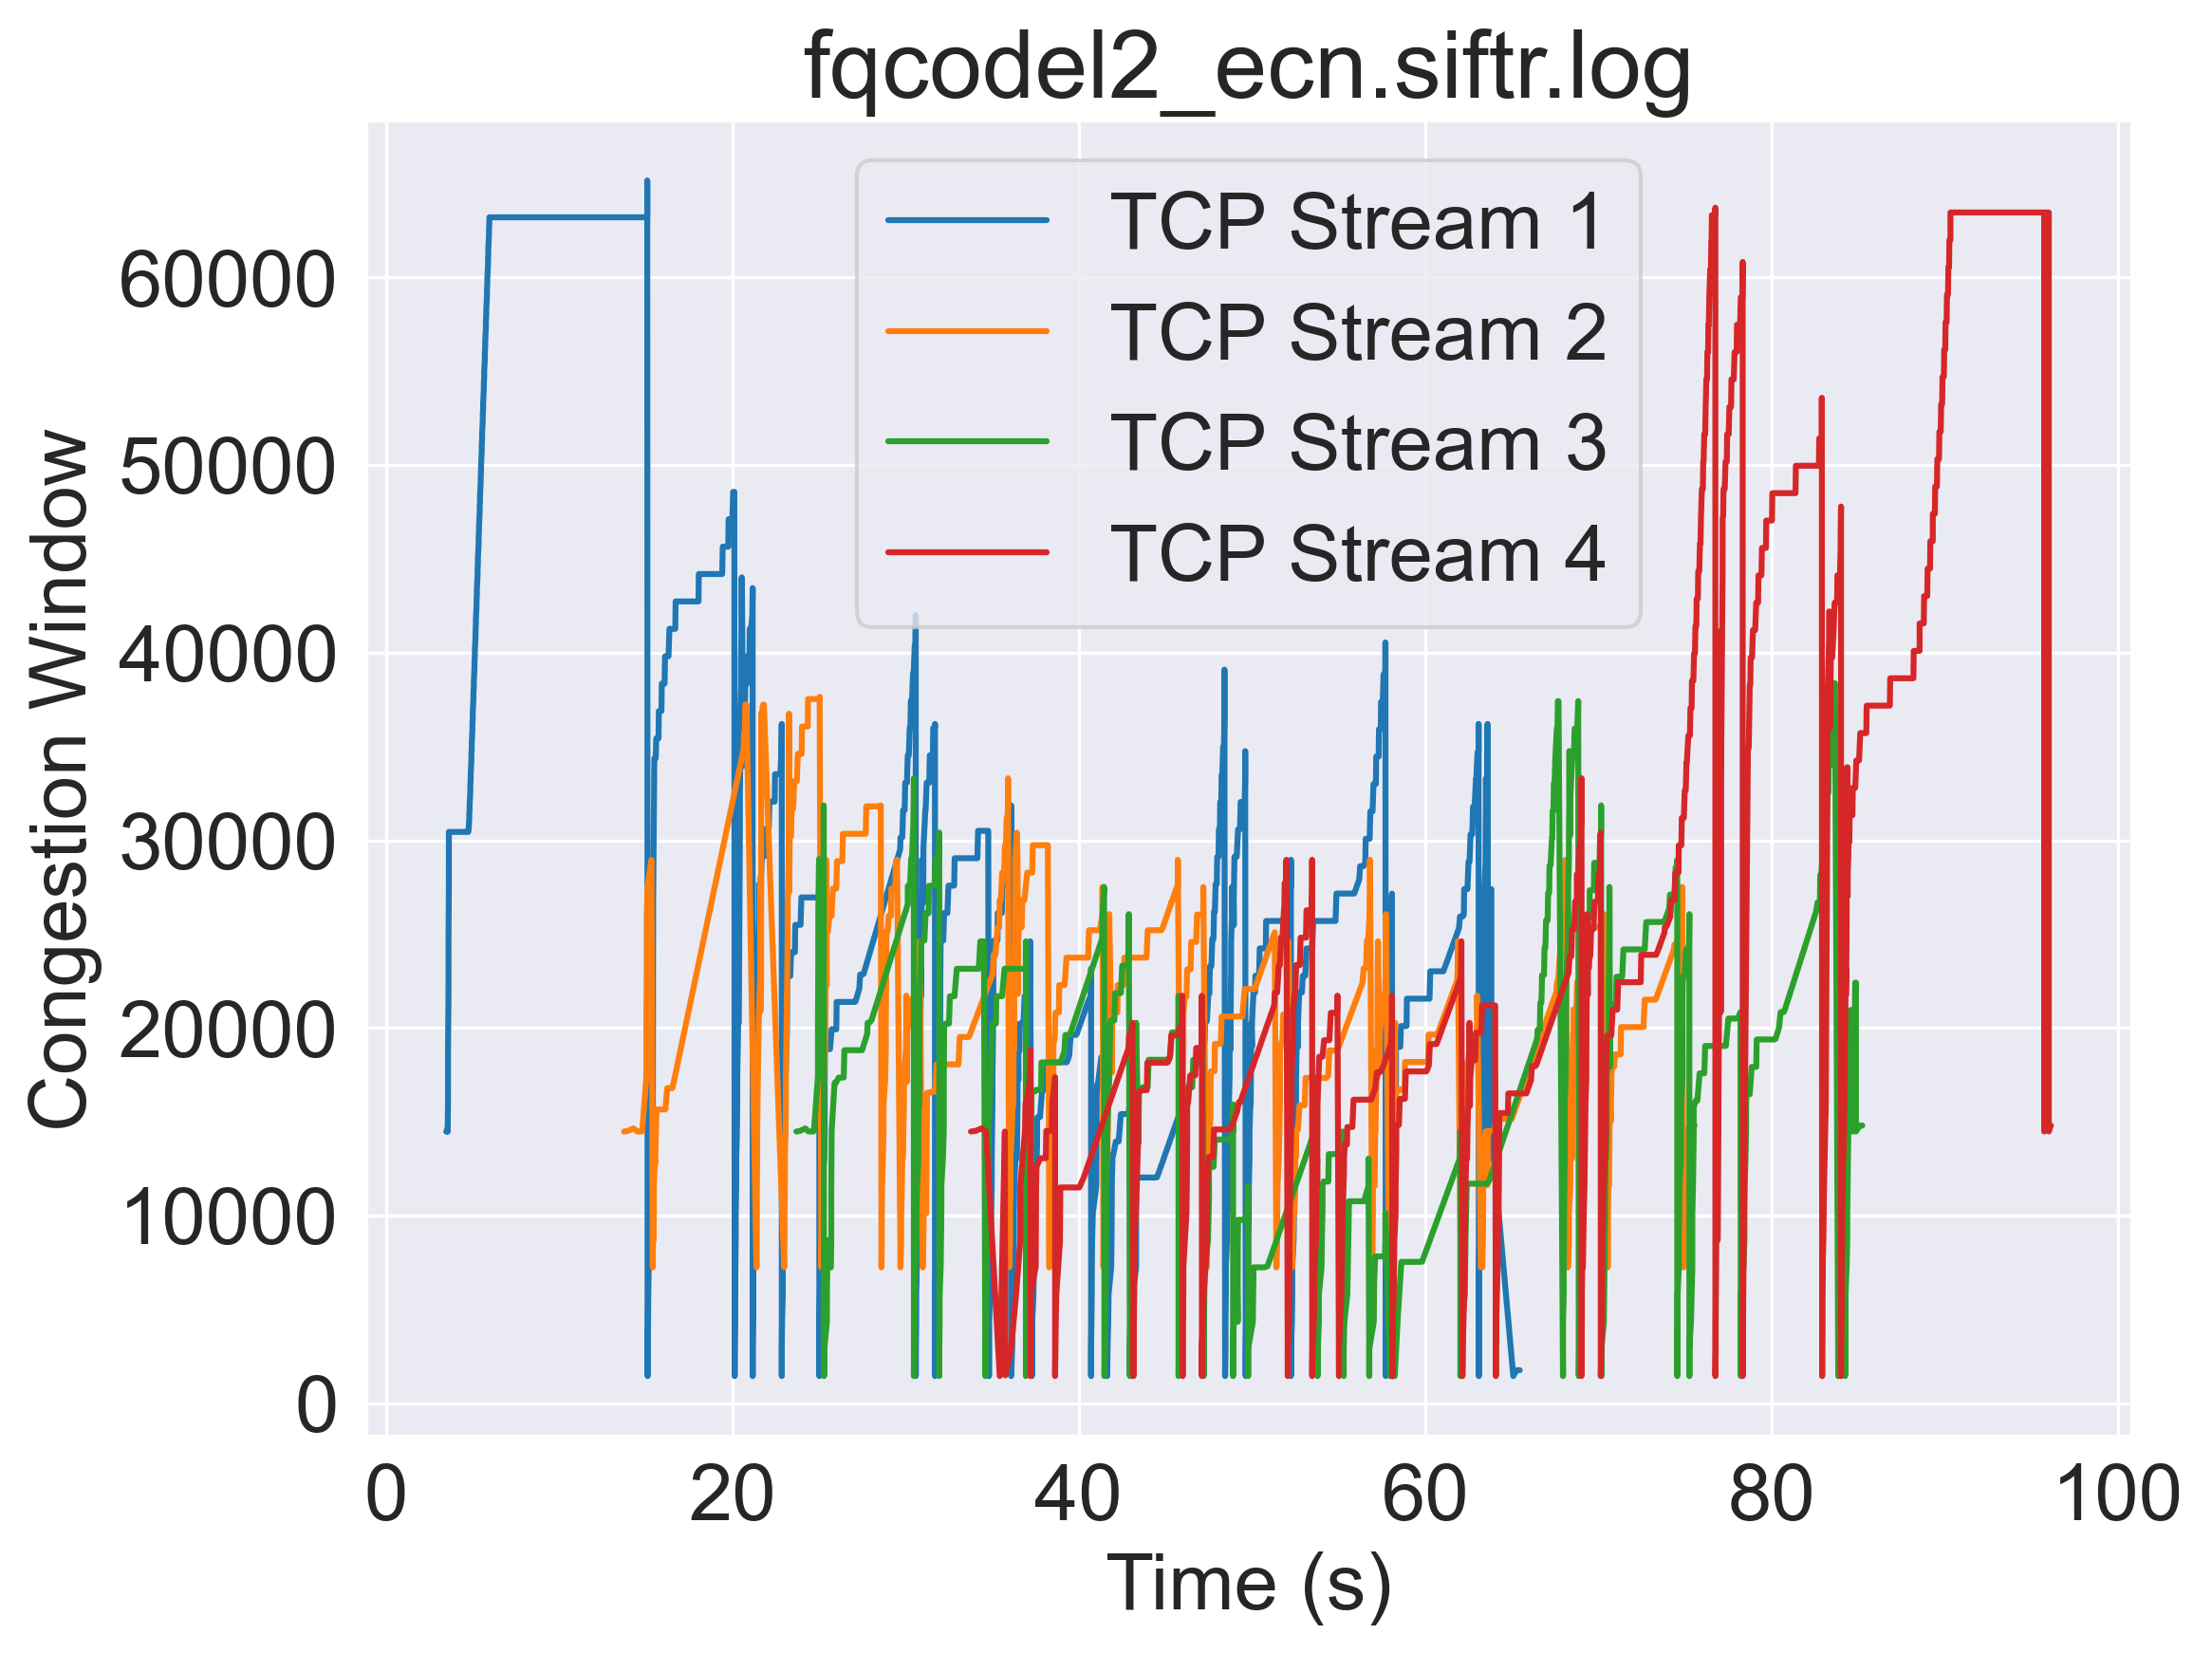 fqcodel2_ecn.siftr.log
TCP Stream 1
TCP Stream 2
TCP Stream 3
TCP Stream 4
Congestion Window
60000
50000
40000
30000
20000
10000
0
0 20 40 60 80 100
Time (s)